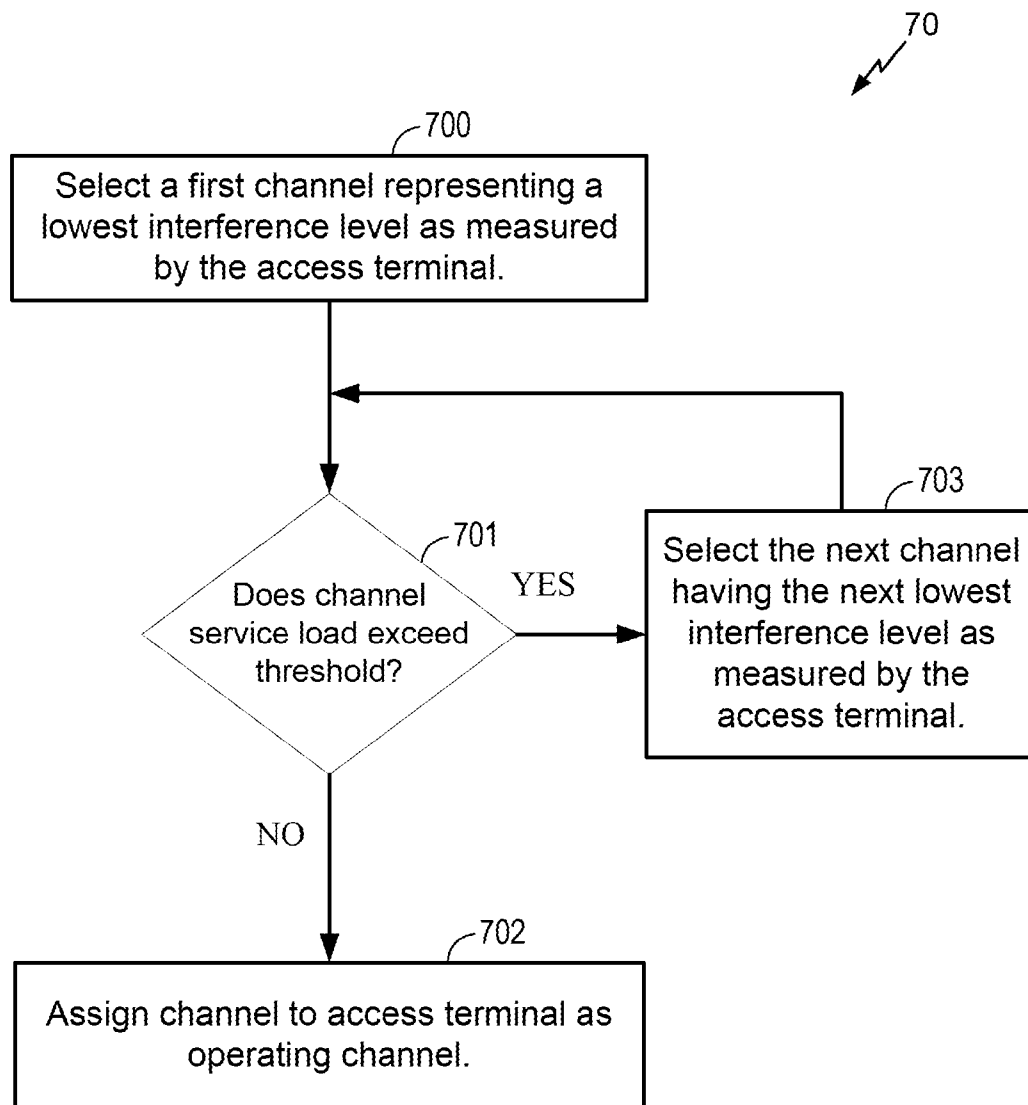 70
700
Select a first channel representing a
lowest interference level as measured
by the access terminal.
703
701
Select the next channel
having the next lowest
interference level as
measured by the
access terminal.
Does channel
service load exceed
threshold?
YES
NO
702
Assign channel to access terminal as
operating channel.